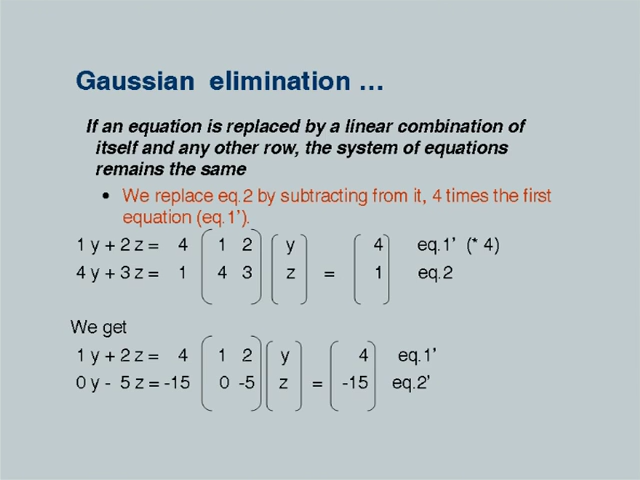 Gaussian elimination …
If an equation is replaced by a linear combination of
itself and any other row, the system of equations
remains the same
• We replace eq.2 by subtracting from it, 4 times the first
equation (eq.1’).
1 y + 2 z = 4 1 2 y 4 eq.1’ (* 4)
4 y + 3 z = 1 4 3 z = 1 eq.2
We get
1 y + 2 z = 4 1 2 y 4 eq.1’
0 y - 5 z = -15 0 -5 z = -15 eq.2’